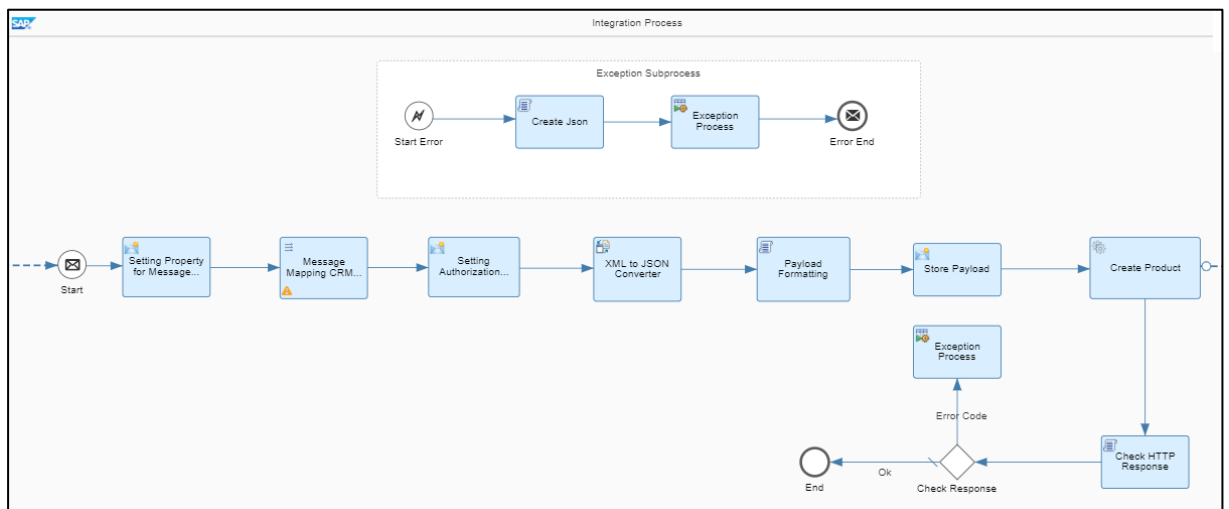 SAP
Integration Process
Exception Subprocess
Start Error
Create Json
Exception
Process
Error End
Start
Setting Property
for Message...
Message
Mapping CRM...
Setting
Authorization...
XML to JSON
Converter
Payload
Formatting
Store Payload
Create Product
Exception
Process
Error Code
Check HTTP
Response
Ok
End
Check Response